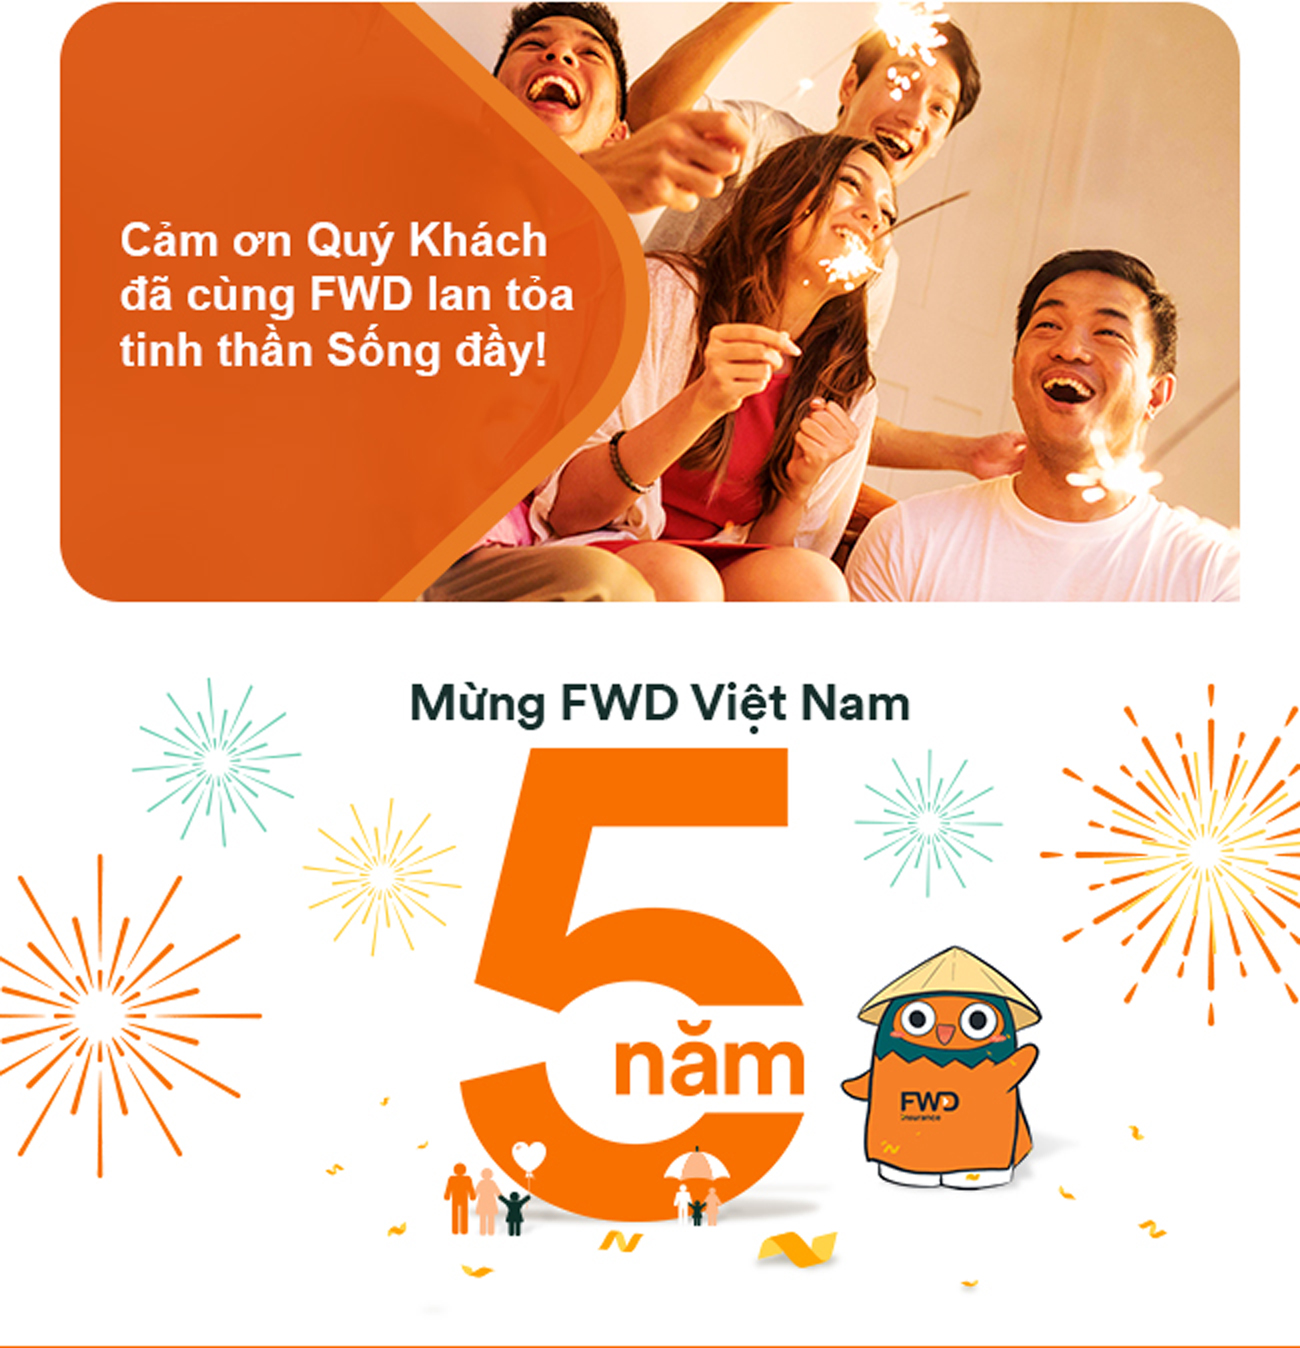 Cảm ơn Quý Khách
đã cùng FWD lan tỏa
tinh thần Sống đầy!
Mừng FWD Việt Nam
5
năm
FWD
insurance